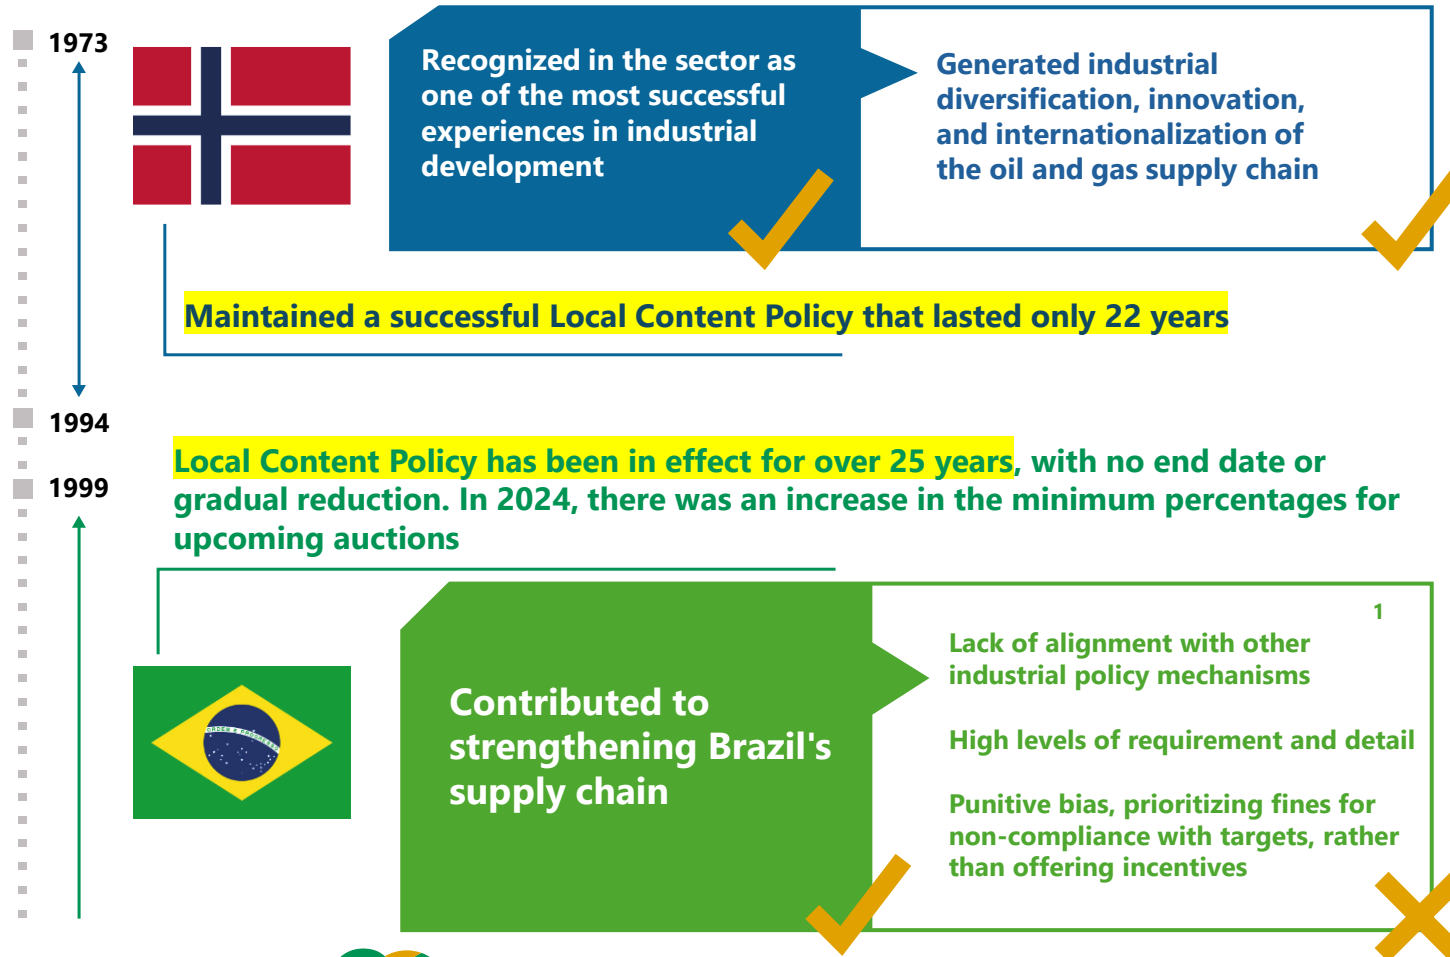 1973
Recognized in the sector as
one of the most successful
experiences in industrial
development
Generated industrial
diversification, innovation,
and internationalization of
the oil and gas supply chain
Maintained a successful Local Content Policy that lasted only 22 years
1994
1999
Local Content Policy has been in effect for over 25 years, with no end date or
gradual reduction. In 2024, there was an increase in the minimum percentages for
upcoming auctions
ORDEM E PROGRESSO
Contributed to
strengthening Brazil's
supply chain
1
Lack of alignment with other
industrial policy mechanisms
High levels of requirement and detail
Punitive bias, prioritizing fines for
non-compliance with targets, rather
than offering incentives